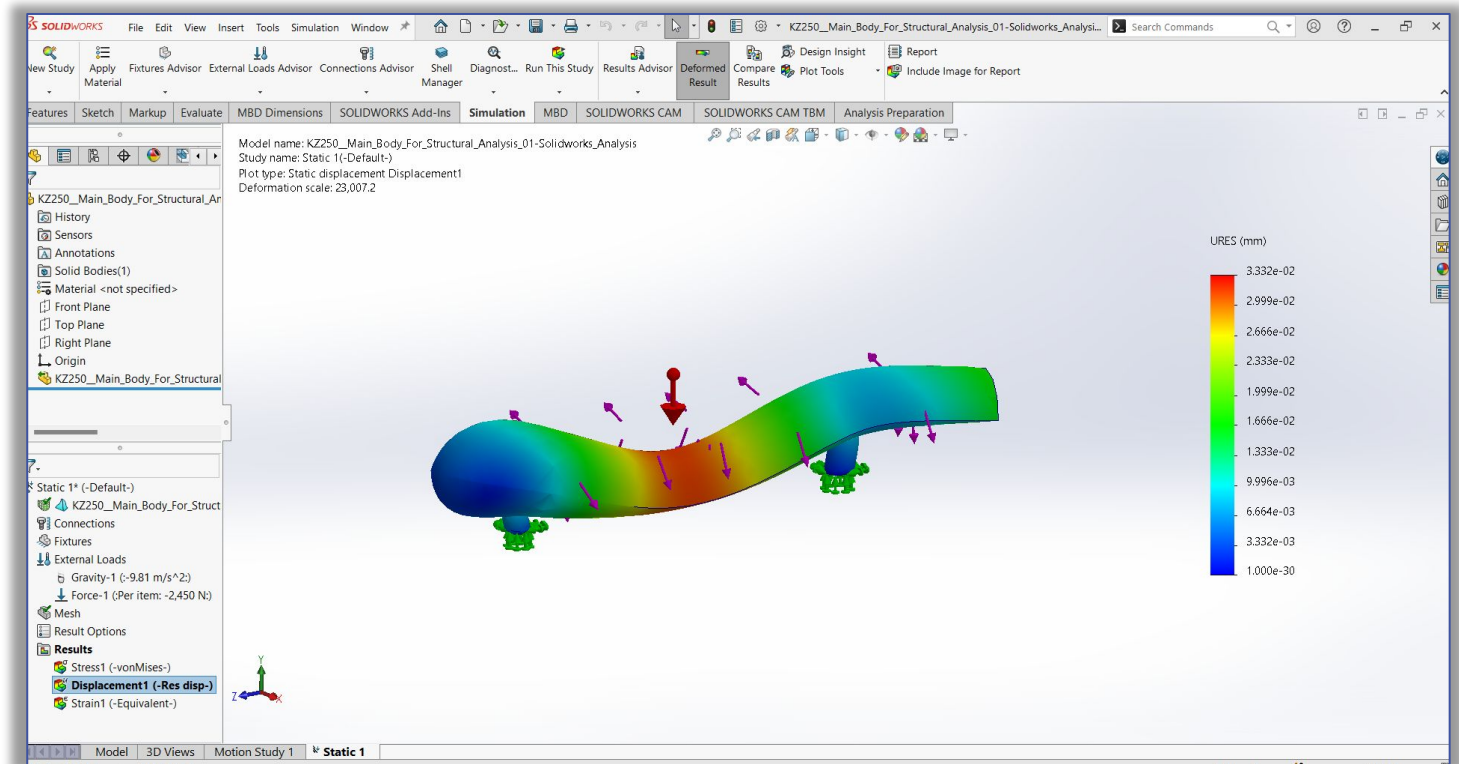 SOLIDWORKS File Edit View Insert Tools Simulation Window KZ250__Main_Body_For_Structural_Analysis_01-Solidworks_Analysi... Search Commands
New Study Apply Material Fixtures Advisor External Loads Advisor Connections Advisor Shell Manager Diagnost... Run This Study Results Advisor Deformed Result Compare Results Design Insight Plot Tools Report Include Image for Report
Features Sketch Markup Evaluate MBD Dimensions SOLIDWORKS Add-Ins Simulation MBD SOLIDWORKS CAM SOLIDWORKS CAM TBM Analysis Preparation
Model name: KZ250__Main_Body_For_Structural_Analysis_01-Solidworks_Analysis
Study name: Static 1(-Default-)
Plot type: Static displacement Displacement1
Deformation scale: 23,007.2
KZ250__Main_Body_For_Structural_An
History
Sensors
Annotations
Solid Bodies(1)
Material <not specified>
Front Plane
Top Plane
Right Plane
Origin
KZ250__Main_Body_For_Structural
Static 1* (-Default-)
KZ250__Main_Body_For_Struct
Connections
Fixtures
External Loads
Gravity-1 (:-9.81 m/s^2:)
Force-1 (:Per item: -2,450 N:)
Mesh
Result Options
Results
Stress1 (-vonMises-)
Displacement1 (-Res disp-)
Strain1 (-Equivalent-)
URES (mm)
3.332e-02
2.999e-02
2.666e-02
2.333e-02
1.999e-02
1.666e-02
1.333e-02
9.996e-03
6.664e-03
3.332e-03
1.000e-30
Y
Z
X
Model 3D Views Motion Study 1 Static 1